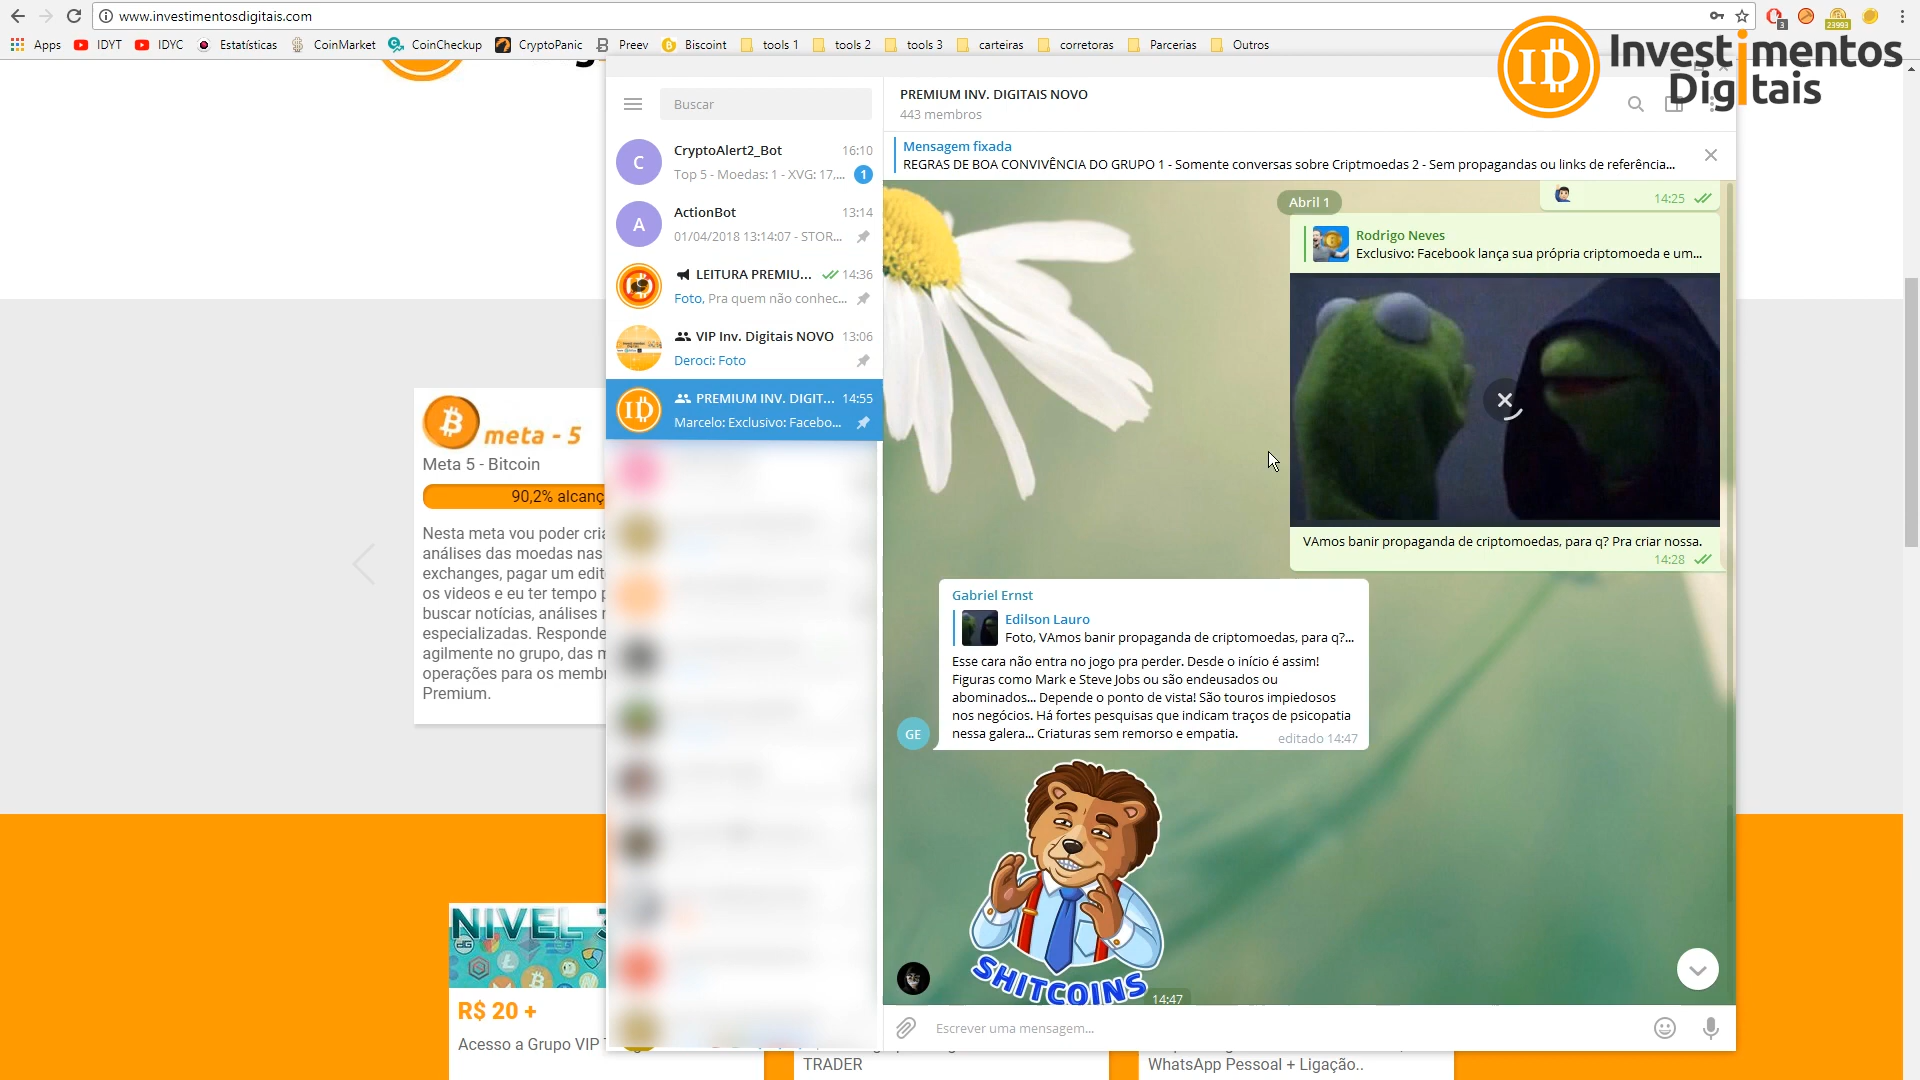 www.investimentosdigitais.com
3
23993
Apps IDYT IDYC Estatísticas CoinMarket CoinCheckup CryptoPanic Preev Biscoint tools 1 tools 2 tools 3 carteiras corretoras Parcerias Outros
ID Investimentos
Digitais
Buscar
CryptoAlert2_Bot 16:10
Top 5 - Moedas: 1 - XVG: 17,... 1
ActionBot 13:14
01/04/2018 13:14:07 - STOR...
LEITURA PREMIU... 14:36
Foto, Pra quem não conhec...
VIP Inv. Digitais NOVO 13:06
Deroci: Foto
PREMIUM INV. DIGIT... 14:55
Marcelo: Exclusivo: Facebo...
C
A
ID
PREMIUM INV. DIGITAIS NOVO
443 membros
Mensagem fixada
REGRAS DE BOA CONVIVÊNCIA DO GRUPO 1 - Somente conversas sobre Criptmoedas 2 - Sem propagandas ou links de referência...
14:25
Abril 1
Rodrigo Neves
Exclusivo: Facebook lança sua própria criptomoeda e um...
VAmos banir propaganda de criptomoedas, para q? Pra criar nossa.
14:28
Gabriel Ernst
Edilson Lauro
Foto, VAmos banir propaganda de criptomoedas, para q?...
Esse cara não entra no jogo pra perder. Desde o início é assim!
Figuras como Mark e Steve Jobs ou são endeusados ou
abominados... Depende o ponto de vista! São touros impiedosos
nos negócios. Há fortes pesquisas que indicam traços de psicopatia
nessa galera... Criaturas sem remorso e empatia. editado 14:47
GE
SHITCOINS
14:47
Escrever uma mensagem...
meta - 5
Meta 5 - Bitcoin
90,2% alcanç
Nesta meta vou poder cria
análises das moedas nas
exchanges, pagar um edit
os videos e eu ter tempo p
buscar notícias, análises
especializadas. Responde
agilmente no grupo, das m
operações para os memb
Premium.
NIVEL 3
R$ 20 +
Acesso a Grupo VIP
TRADER
WhatsApp Pessoal + Ligação..